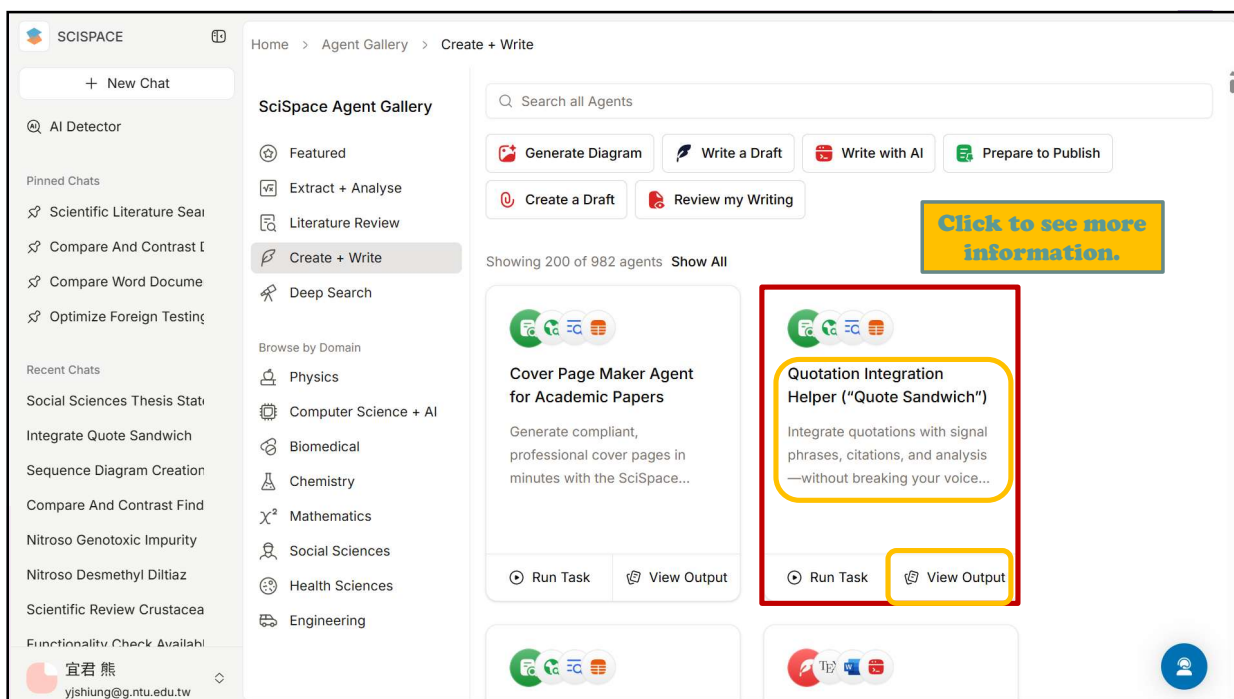 SCISPACE
+ New Chat
AI Detector
Pinned Chats
Scientific Literature Sear
Compare And Contrast D
Compare Word Docume
Optimize Foreign Testing
Recent Chats
Social Sciences Thesis State
Integrate Quote Sandwich
Sequence Diagram Creation
Compare And Contrast Find
Nitroso Genotoxic Impurity
Nitroso Desmethyl Diltiaz
Scientific Review Crustacea
Functionality Check Availabl
宜君 熊
yjshiung@g.ntu.edu.tw
Home > Agent Gallery > Create + Write
SciSpace Agent Gallery
Featured
Extract + Analyse
Literature Review
Create + Write
Deep Search
Browse by Domain
Physics
Computer Science + AI
Biomedical
Chemistry
Mathematics
Social Sciences
Health Sciences
Engineering
Search all Agents
Generate Diagram
Write a Draft
Write with AI
Prepare to Publish
Create a Draft
Review my Writing
Click to see more
information.
Showing 200 of 982 agents Show All
Cover Page Maker Agent
for Academic Papers
Generate compliant,
professional cover pages in
minutes with the SciSpace...
Run Task
View Output
Quotation Integration
Helper (“Quote Sandwich”)
Integrate quotations with signal
phrases, citations, and analysis
—without breaking your voice...
Run Task
View Output